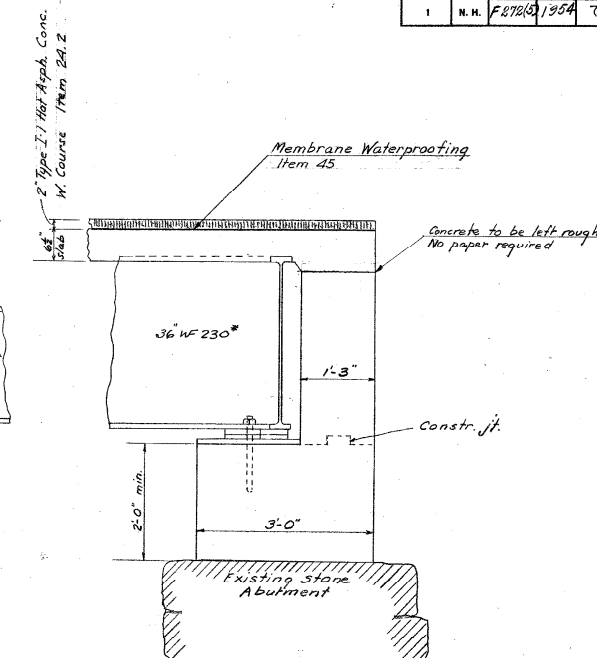 1 N. H. F 272(5) 1954
2" Type I-1 Hot Asph. Conc.
W. Course Item 24.2
Membrane Waterproofing
Item 45
6½"
slab
Concrete to be left rough
No paper required
36" WF 230#
1'-3"
Constr. jt.
2'-0" min.
3'-0"
Existing stone
Abutment